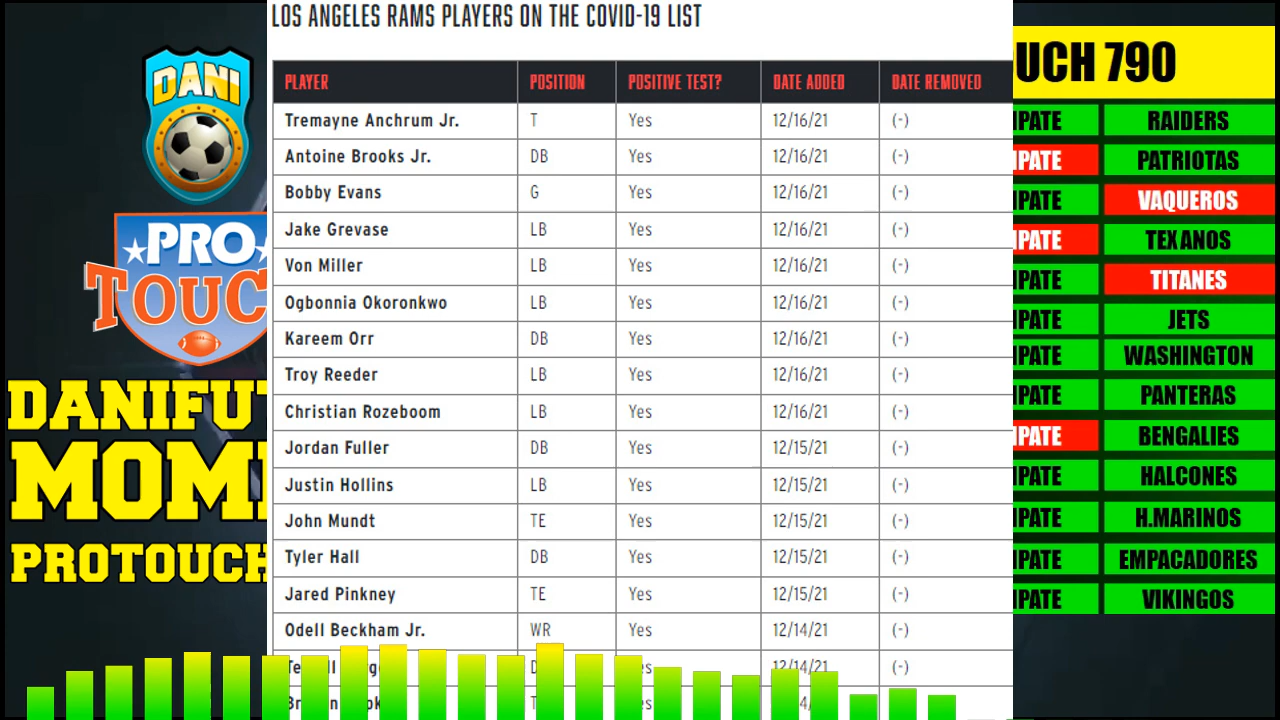 LOS ANGELES RAMS PLAYERS ON THE COVID-19 LIST
PLAYER POSITION POSITIVE TEST? DATE ADDED DATE REMOVED
Tremayne Anchrum Jr. T Yes 12/16/21 (-)
Antoine Brooks Jr. DB Yes 12/16/21 (-)
Bobby Evans G Yes 12/16/21 (-)
Jake Grevase LB Yes 12/16/21 (-)
Von Miller LB Yes 12/16/21 (-)
Ogbonnia Okoronkwo LB Yes 12/16/21 (-)
Kareem Orr DB Yes 12/16/21 (-)
Troy Reeder LB Yes 12/16/21 (-)
Christian Rozeboom LB Yes 12/16/21 (-)
Jordan Fuller DB Yes 12/15/21 (-)
Justin Hollins LB Yes 12/15/21 (-)
John Mundt TE Yes 12/15/21 (-)
Tyler Hall DB Yes 12/15/21 (-)
Jared Pinkney TE Yes 12/15/21 (-)
Odell Beckham Jr. WR Yes 12/14/21 (-)
12/14/21 (-)
(-)
DANI
PRO
TOUC
DANIFUT
MOM
PROTOUCH
UCH 790
IPATE RAIDERS
IPATE PATRIOTAS
IPATE VAQUEROS
IPATE TEXANOS
IPATE TITANES
IPATE JETS
IPATE WASHINGTON
IPATE PANTERAS
IPATE BENGALIES
IPATE HALCONES
IPATE H.MARINOS
IPATE EMPACADORES
IPATE VIKINGOS